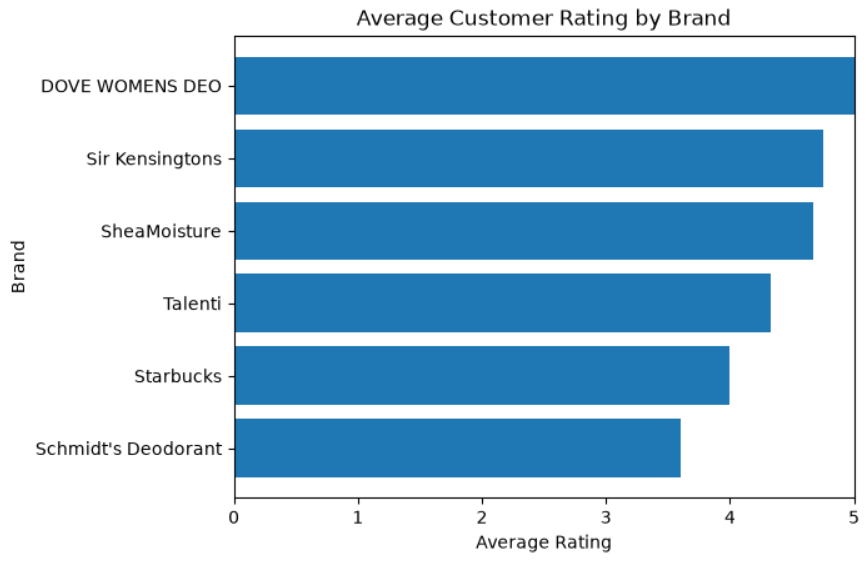 Average Customer Rating by Brand
DOVE WOMENS DEO
Sir Kensingtons
SheaMoisture
Talenti
Starbucks
Schmidt's Deodorant
Brand
0 1 2 3 4 5
Average Rating